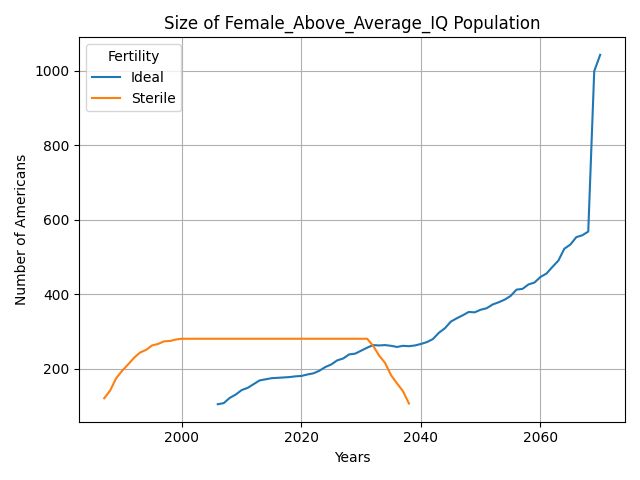 Size of Female_Above_Average_IQ Population
Fertility
Ideal
Sterile
Number of Americans
1000
800
600
400
200
2000
2020
2040
2060
Years